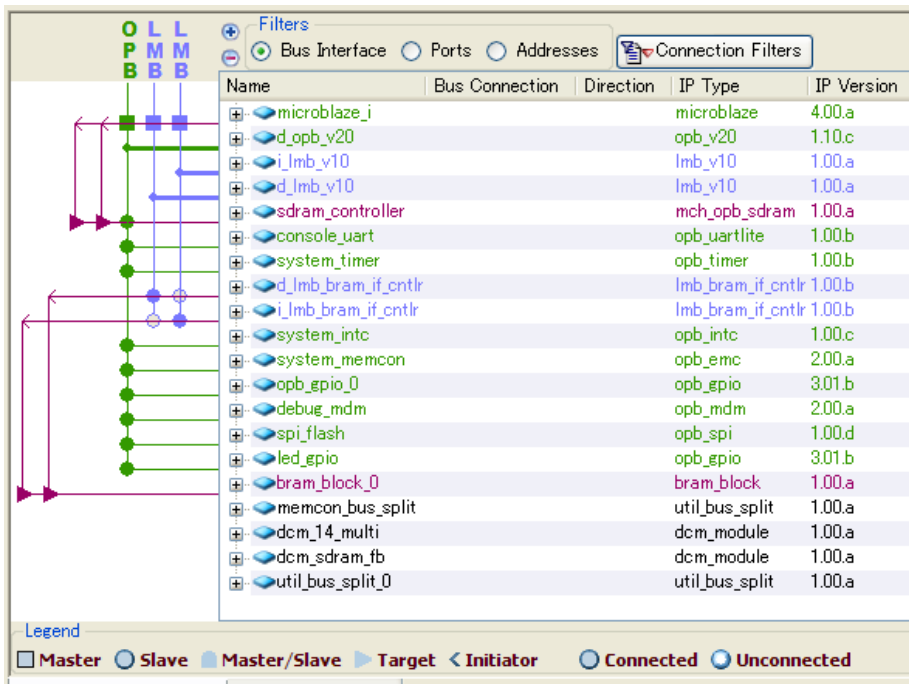 OPB LMB LMB
Filters
Bus Interface Ports Addresses Connection Filters
Name Bus Connection Direction IP Type IP Version
microblaze_i microblaze 4.00.a
d_opb_v20 opb_v20 1.10.c
i_lmb_v10 lmb_v10 1.00.a
d_lmb_v10 lmb_v10 1.00.a
sdram_controller mch_opb_sdram 1.00.a
console_uart opb_uartlite 1.00.b
system_timer opb_timer 1.00.b
d_lmb_bram_if_cntlr lmb_bram_if_cntlr 1.00.b
i_lmb_bram_if_cntlr lmb_bram_if_cntlr 1.00.b
system_intc opb_intc 1.00.c
system_memcon opb_emc 2.00.a
opb_gpio_0 opb_gpio 3.01.b
debug_mdm opb_mdm 2.00.a
spi_flash opb_spi 1.00.d
led_gpio opb_gpio 3.01.b
bram_block_0 bram_block 1.00.a
memcon_bus_split util_bus_split 1.00.a
dcm_14_multi dcm_module 1.00.a
dcm_sdram_fb dcm_module 1.00.a
util_bus_split_0 util_bus_split 1.00.a
Legend
Master Slave Master/Slave Target Initiator Connected Unconnected